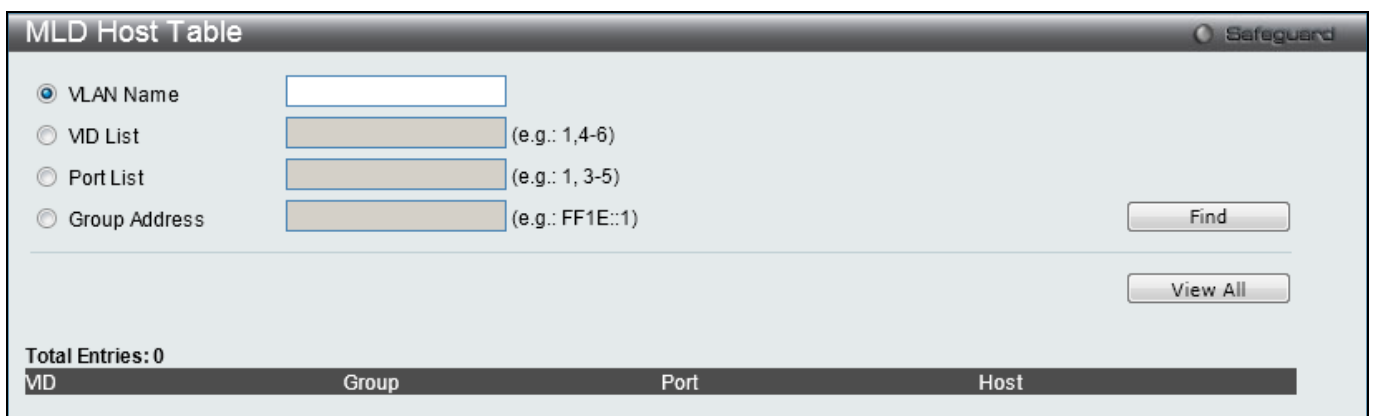 MLD Host Table
Safeguard
VLAN Name
VID List (e.g.: 1,4-6)
Port List (e.g.: 1, 3-5)
Group Address (e.g.: FF1E::1)
Find
View All
Total Entries: 0
VID Group Port Host